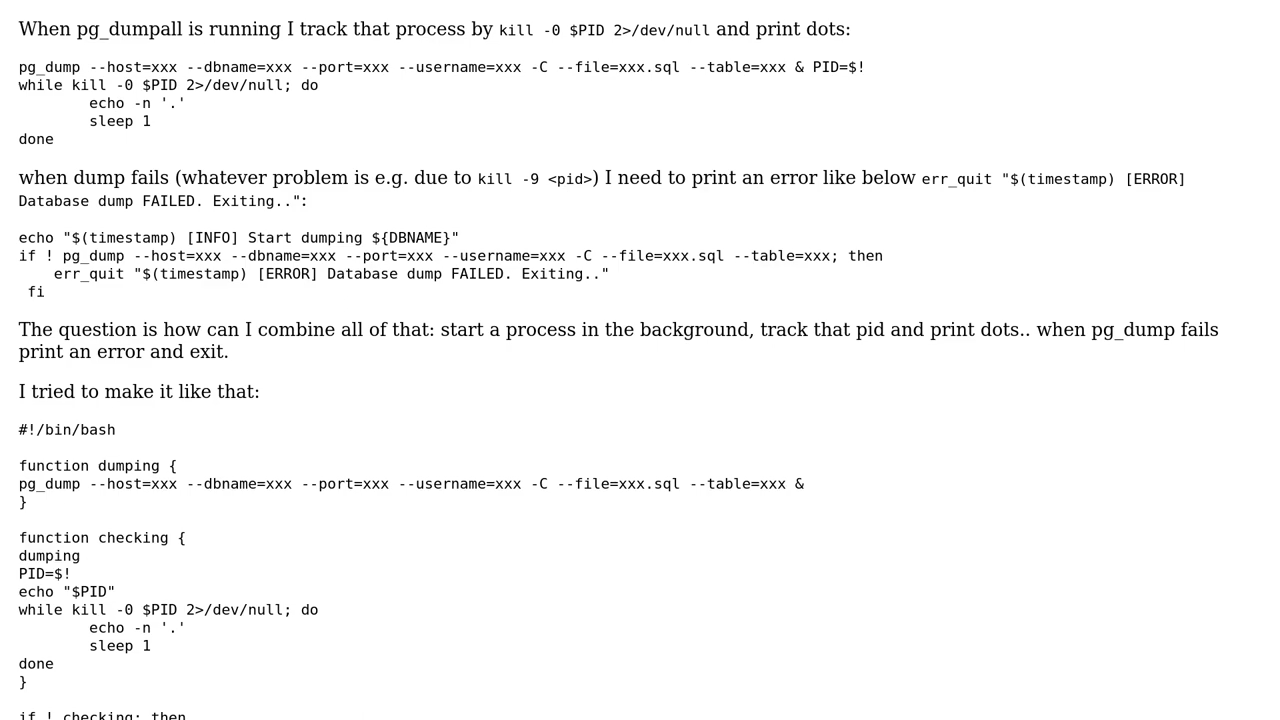 When pg_dumpall is running I track that process by kill -0 $PID 2>/dev/null and print dots:
pg_dump --host=xxx --dbname=xxx --port=xxx --username=xxx -C --file=xxx.sql --table=xxx & PID=$!
while kill -0 $PID 2>/dev/null; do
        echo -n '.'
        sleep 1
done
when dump fails (whatever problem is e.g. due to kill -9 <pid>) I need to print an error like below err_quit "$(timestamp) [ERROR]
Database dump FAILED. Exiting..":
echo "$(timestamp) [INFO] Start dumping ${DBNAME}"
if ! pg_dump --host=xxx --dbname=xxx --port=xxx --username=xxx -C --file=xxx.sql --table=xxx; then
    err_quit "$(timestamp) [ERROR] Database dump FAILED. Exiting.."
 fi
The question is how can I combine all of that: start a process in the background, track that pid and print dots.. when pg_dump fails
print an error and exit.
I tried to make it like that:
#!/bin/bash
function dumping {
pg_dump --host=xxx --dbname=xxx --port=xxx --username=xxx -C --file=xxx.sql --table=xxx &
}
function checking {
dumping
PID=$!
echo "$PID"
while kill -0 $PID 2>/dev/null; do
        echo -n '.'
        sleep 1
done
}
if ! checking; then